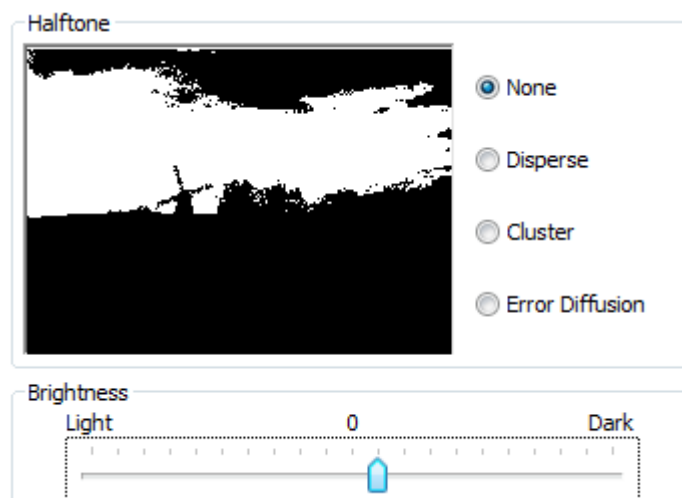 Halftone
None
Disperse
Cluster
Error Diffusion
Brightness
Light 0 Dark